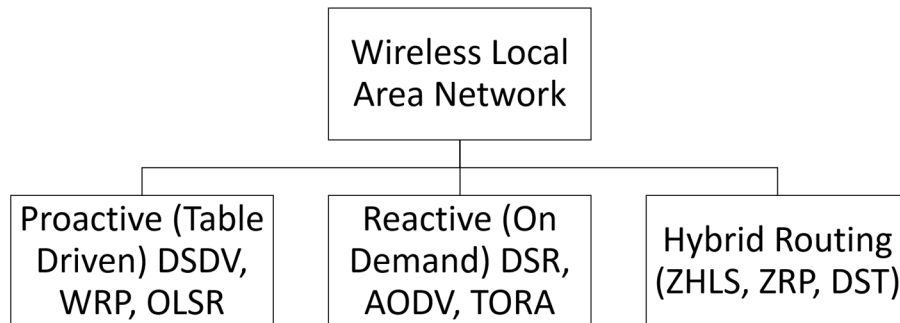 Wireless Local
Area Network
Proactive (Table
Driven) DSDV,
WRP, OLSR
Reactive (On
Demand) DSR,
AODV, TORA
Hybrid Routing
(ZHLS, ZRP, DST)